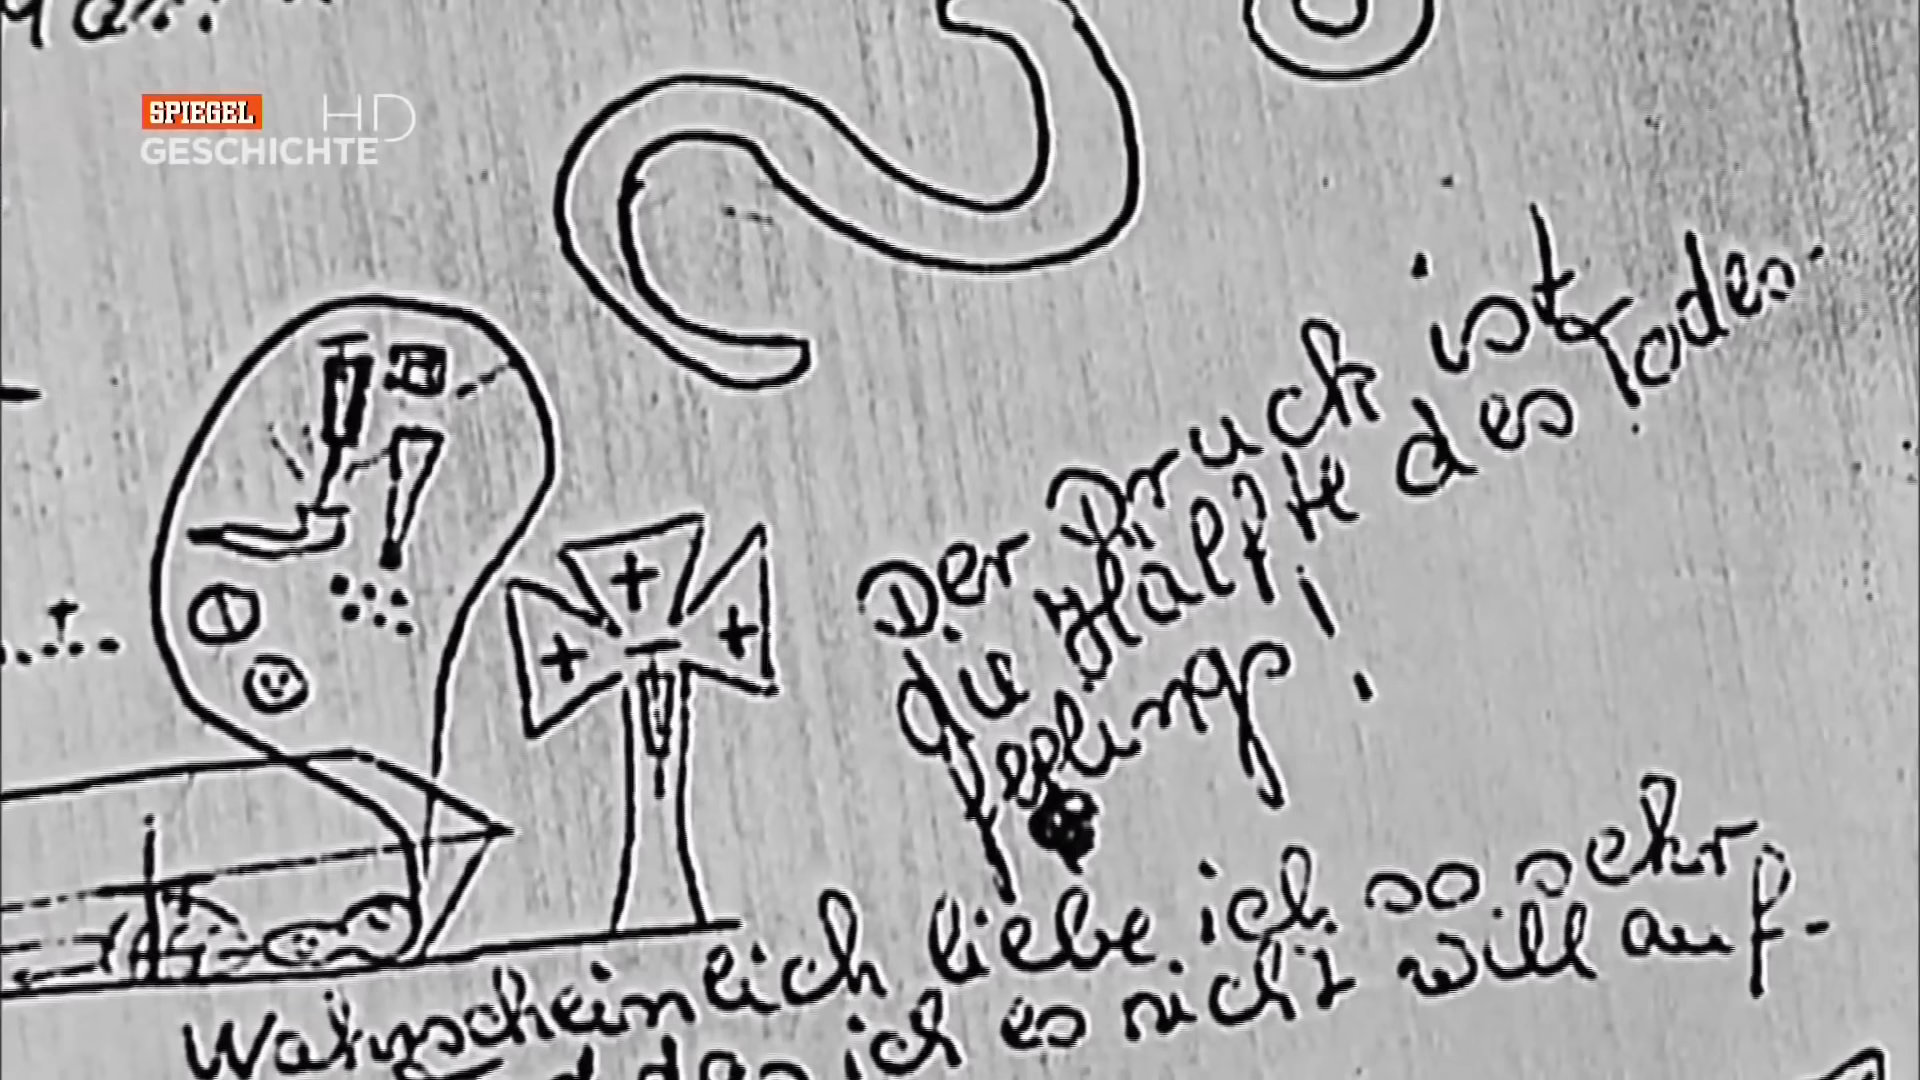 SPIEGEL HD
GESCHICHTE
Der Druck ist
die Hälfte des Todes-
Wahrscheinlich liebe ich so sehr
ich es nicht will auf-